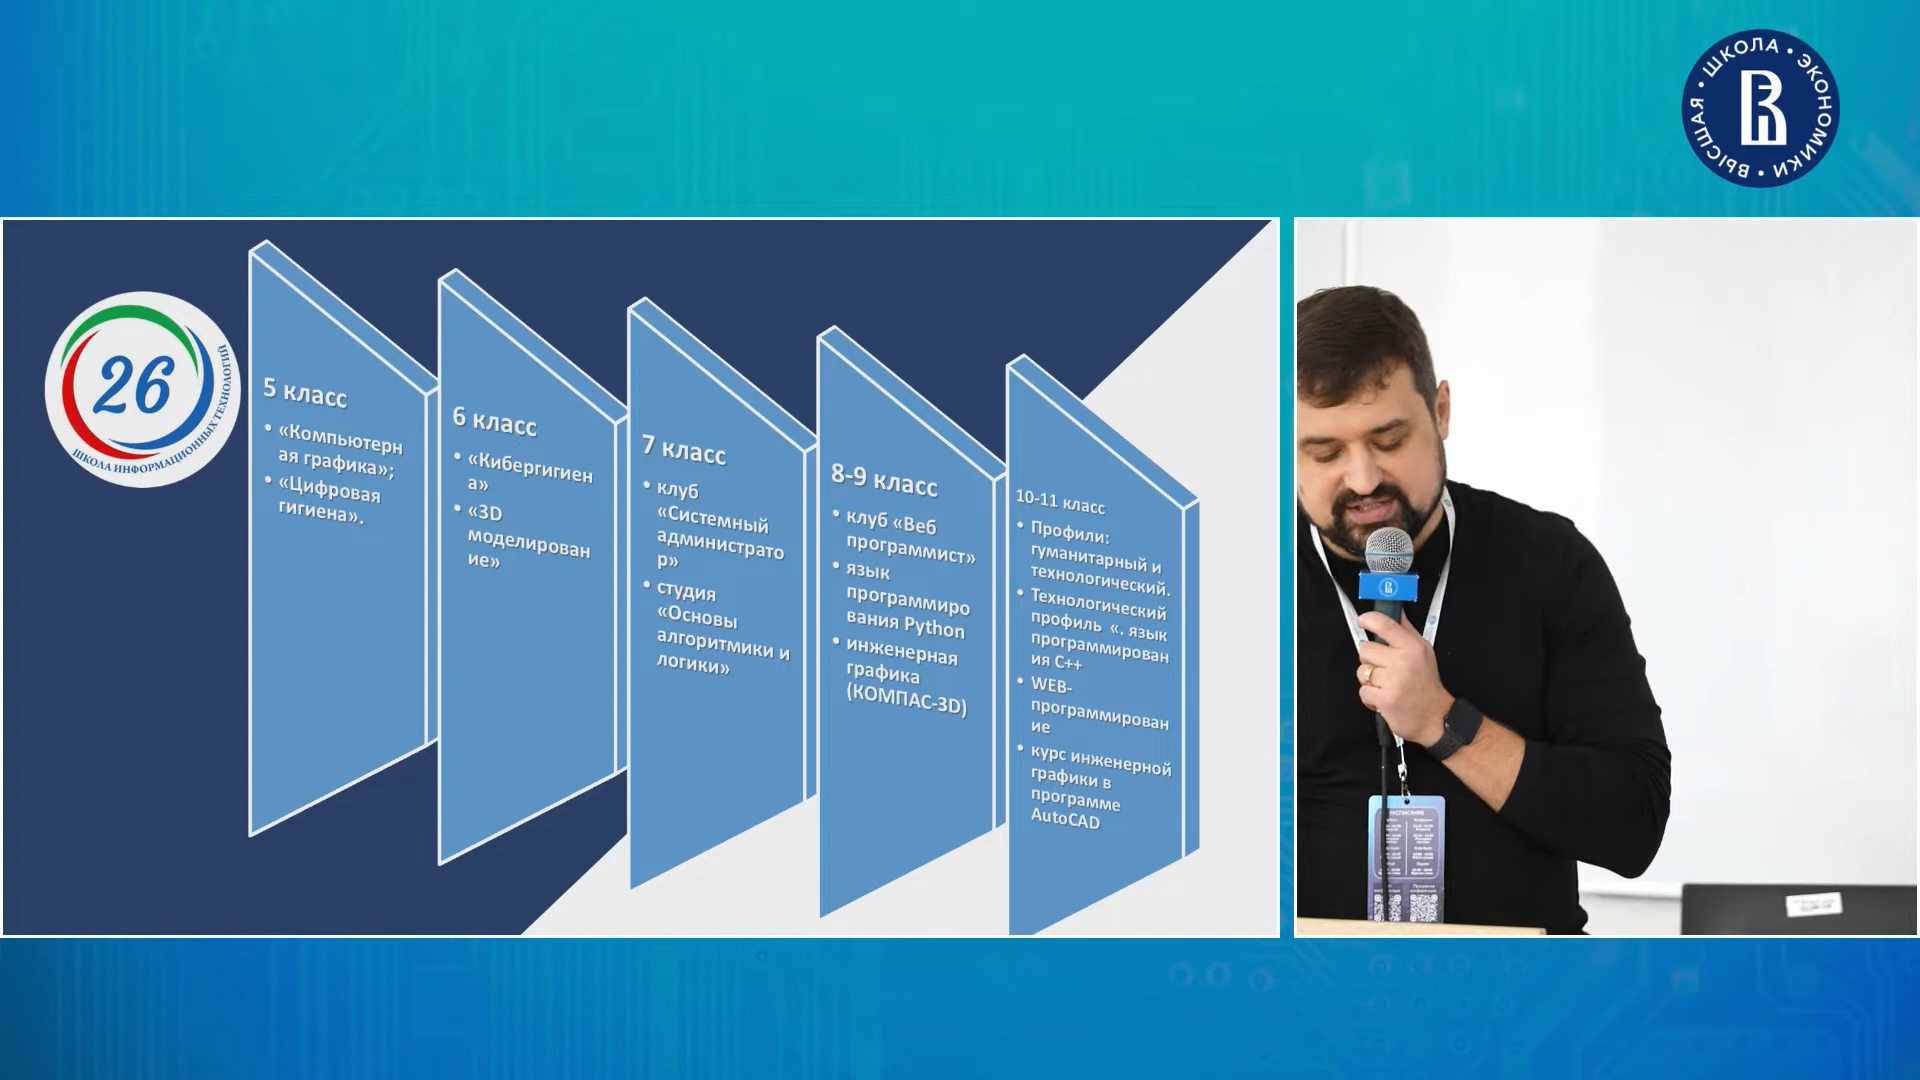 ВЫСШАЯ • ШКОЛА • ЭКОНОМИКИ •
26
ШКОЛА ИНФОРМАЦИОННЫХ ТЕХНОЛОГИЙ
5 класс
• «Компьютерн
ая графика»;
• «Цифровая
гигиена».
6 класс
• «Кибергигиен
а»
• «3D
моделирован
ие»
7 класс
• клуб
«Системный
администрато
р»
• студия
«Основы
алгоритмики и
логики»
8-9 класс
• клуб «Веб
программист»
• язык
программиро
вания Python
• инженерная
графика
(КОМПАС-3D)
10-11 класс
• Профили:
гуманитарный и
технологический.
• Технологический
профиль «. язык
программирован
ия С++
• WEB-
программирован
ие
• курс инженерной
графики в
программе
AutoCAD
РАСПИСАНИЕ